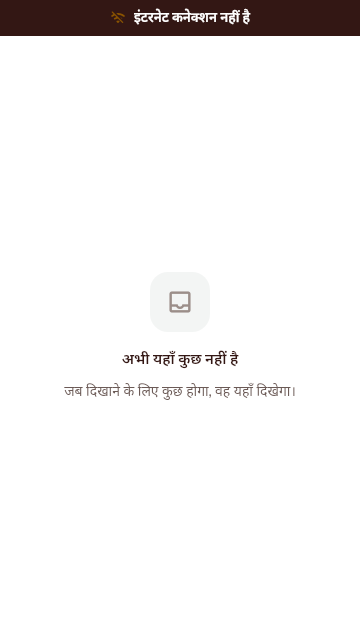 इंटरनेट कनेक्शन नहीं है
अभी यहाँ कुछ नहीं है
जब दिखाने के लिए कुछ होगा, वह यहाँ दिखेगा।